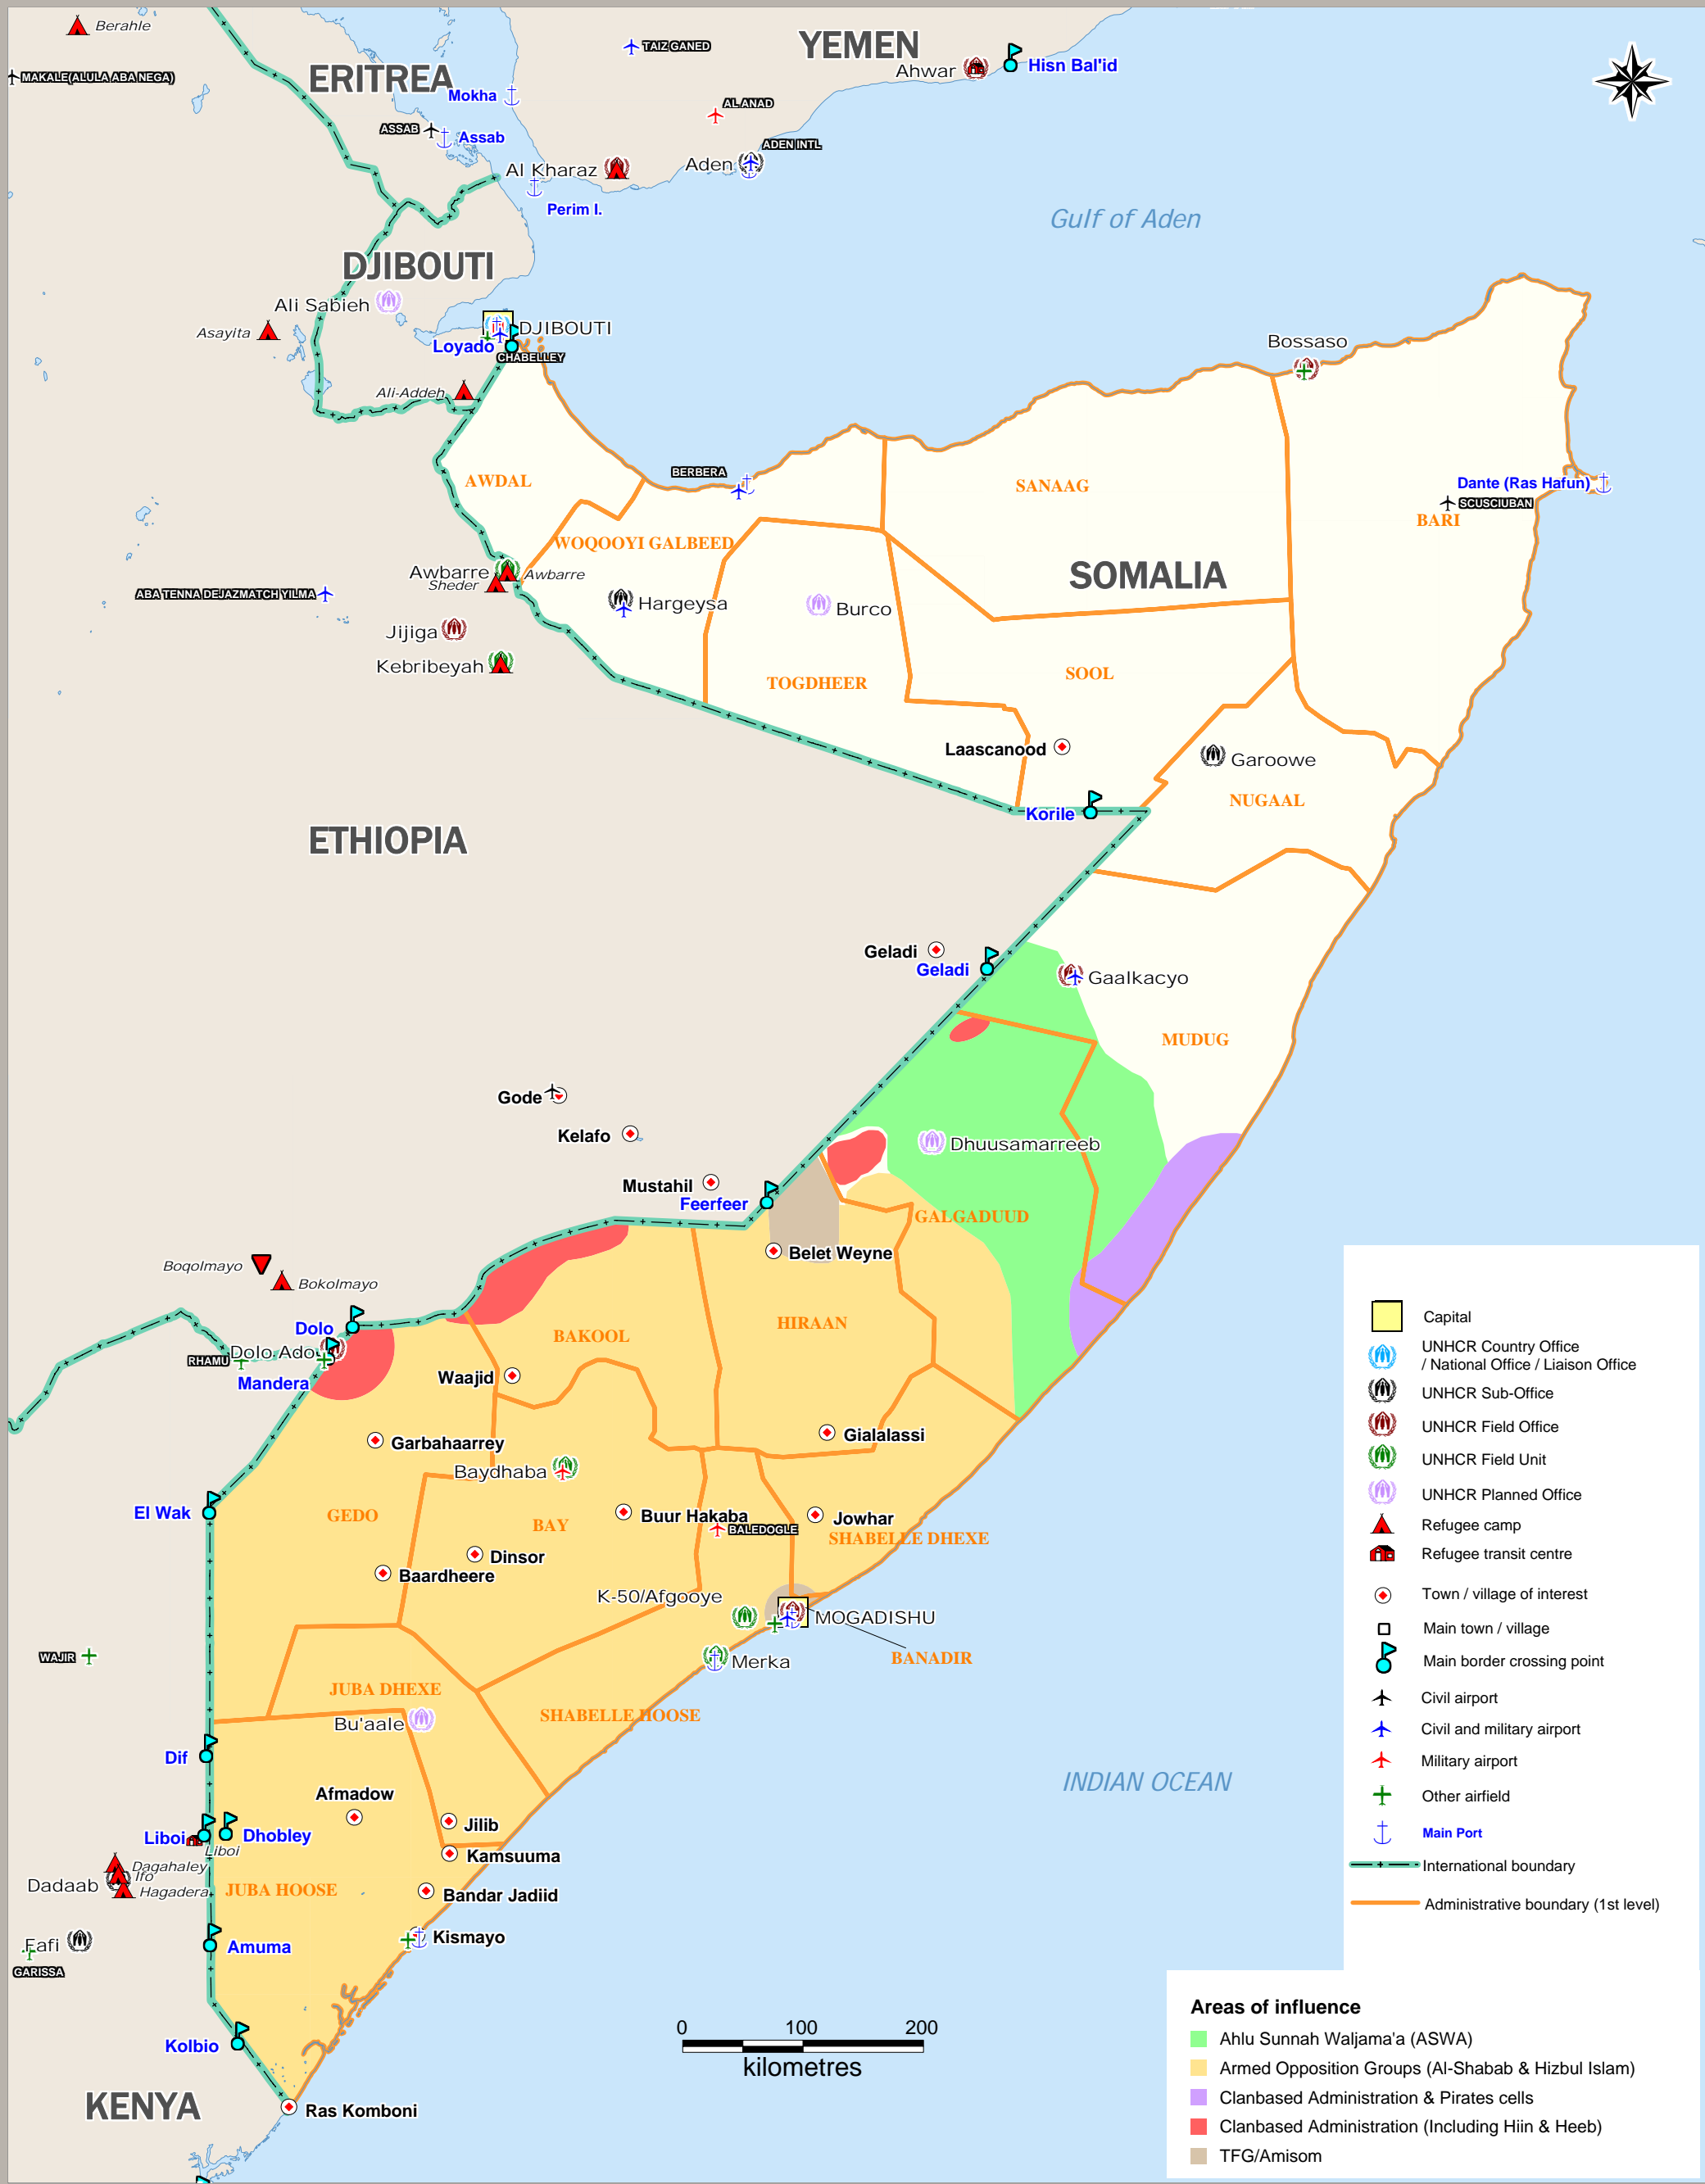 Berahle
MAKALE(ALULA ABA NEGA)
ERITREA
TAIZ GANED
YEMEN
Ahwar
Hisn Bal'id
Mokha
AL ANAD
ASSAB
Assab
ADEN INTL
Al Kharaz
Aden
Perim I.
Gulf of Aden
DJIBOUTI
Ali Sabieh
Asayita
DJIBOUTI
Loyado
CHABELLEY
Ali-Addeh
Bossaso
AWDAL
BERBERA
SANAAG
Dante (Ras Hafun)
SCUSCIUBAN
BARI
WOQOOYI GALBEED
Awbarre
Awbarre
Sheder
SOMALIA
ABA TENNA DEJAZMATCH YILMA
Hargeysa
Burco
Jijiga
Kebribeyah
TOGDHEER
SOOL
Laascanood
Garoowe
NUGAAL
Korile
ETHIOPIA
Geladi
Geladi
Gaalkacyo
MUDUG
Gode
Kelafo
Dhuusamarreeb
Mustahil
Feerfeer
GALGADUUD
Belet Weyne
Boqolmayo
Bokolmayo
Dolo
HIRAAN
BAKOOL
RHAMU
Dolo Ado
Mandera
Waajid
Garbahaarrey
Gialalassi
Baydhaba
El Wak
GEDO
BAY
Buur Hakaba
BALEDOGLE
Jowhar
SHABELLE DHEXE
Dinsor
Baardheere
K-50/Afgooye
MOGADISHU
WAJIR
Merka
BANADIR
JUBA DHEXE
Bu'aale
SHABELLE HOOSE
Dif
Afmadow
Jilib
Liboi
Dhobley
Liboi
Kamsuuma
Dagahaley
Ifo
Dadaab
Hagadera
JUBA HOOSE
Bandar Jadiid
Kismayo
Fafi
Amuma
GARISSA
Kolbio
KENYA
Ras Komboni
INDIAN OCEAN
0 100 200
kilometres
Capital
UNHCR Country Office
/ National Office / Liaison Office
UNHCR Sub-Office
UNHCR Field Office
UNHCR Field Unit
UNHCR Planned Office
Refugee camp
Refugee transit centre
Town / village of interest
Main town / village
Main border crossing point
Civil airport
Civil and military airport
Military airport
Other airfield
Main Port
International boundary
Administrative boundary (1st level)
Areas of influence
Ahlu Sunnah Waljama'a (ASWA)
Armed Opposition Groups (Al-Shabab & Hizbul Islam)
Clanbased Administration & Pirates cells
Clanbased Administration (Including Hiin & Heeb)
TFG/Amisom